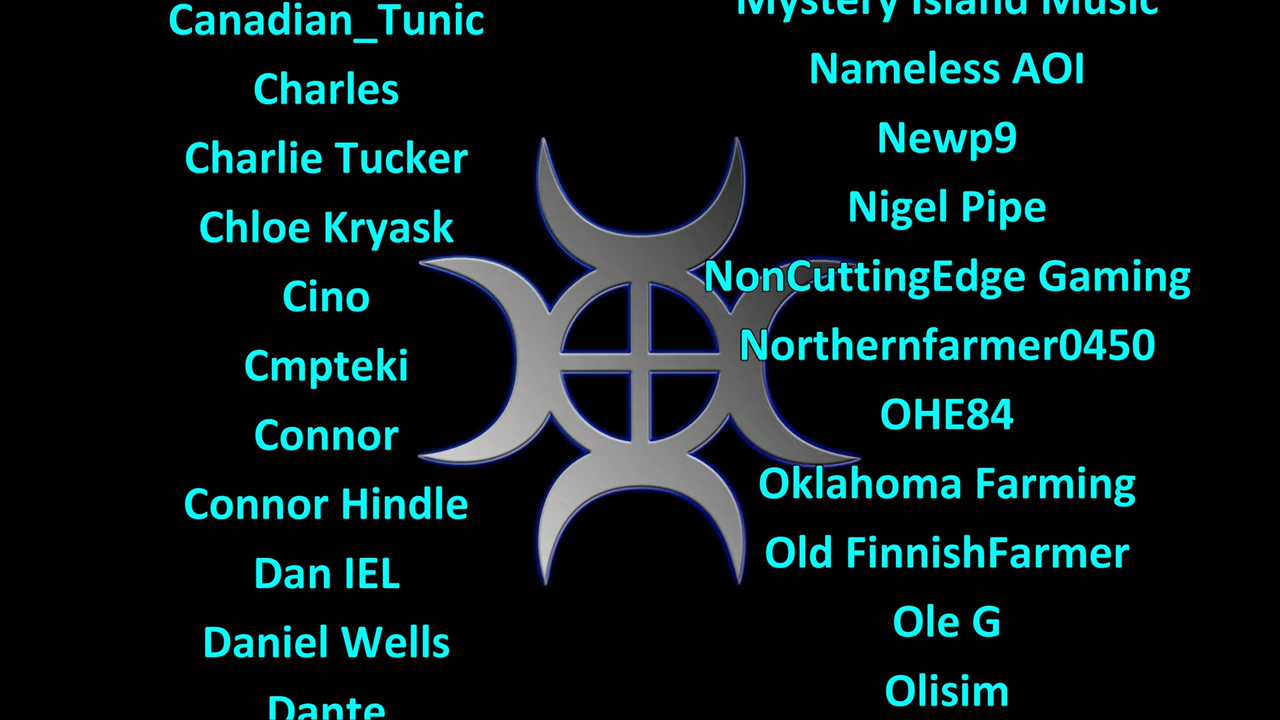 Canadian_Tunic
Charles
Charlie Tucker
Chloe Kryask
Cino
Cmpteki
Connor
Connor Hindle
Dan IEL
Daniel Wells
Dante
Mystery Island Music
Nameless AOI
Newp9
Nigel Pipe
NonCuttingEdge Gaming
Northernfarmer0450
OHE84
Oklahoma Farming
Old FinnishFarmer
Ole G
Olisim